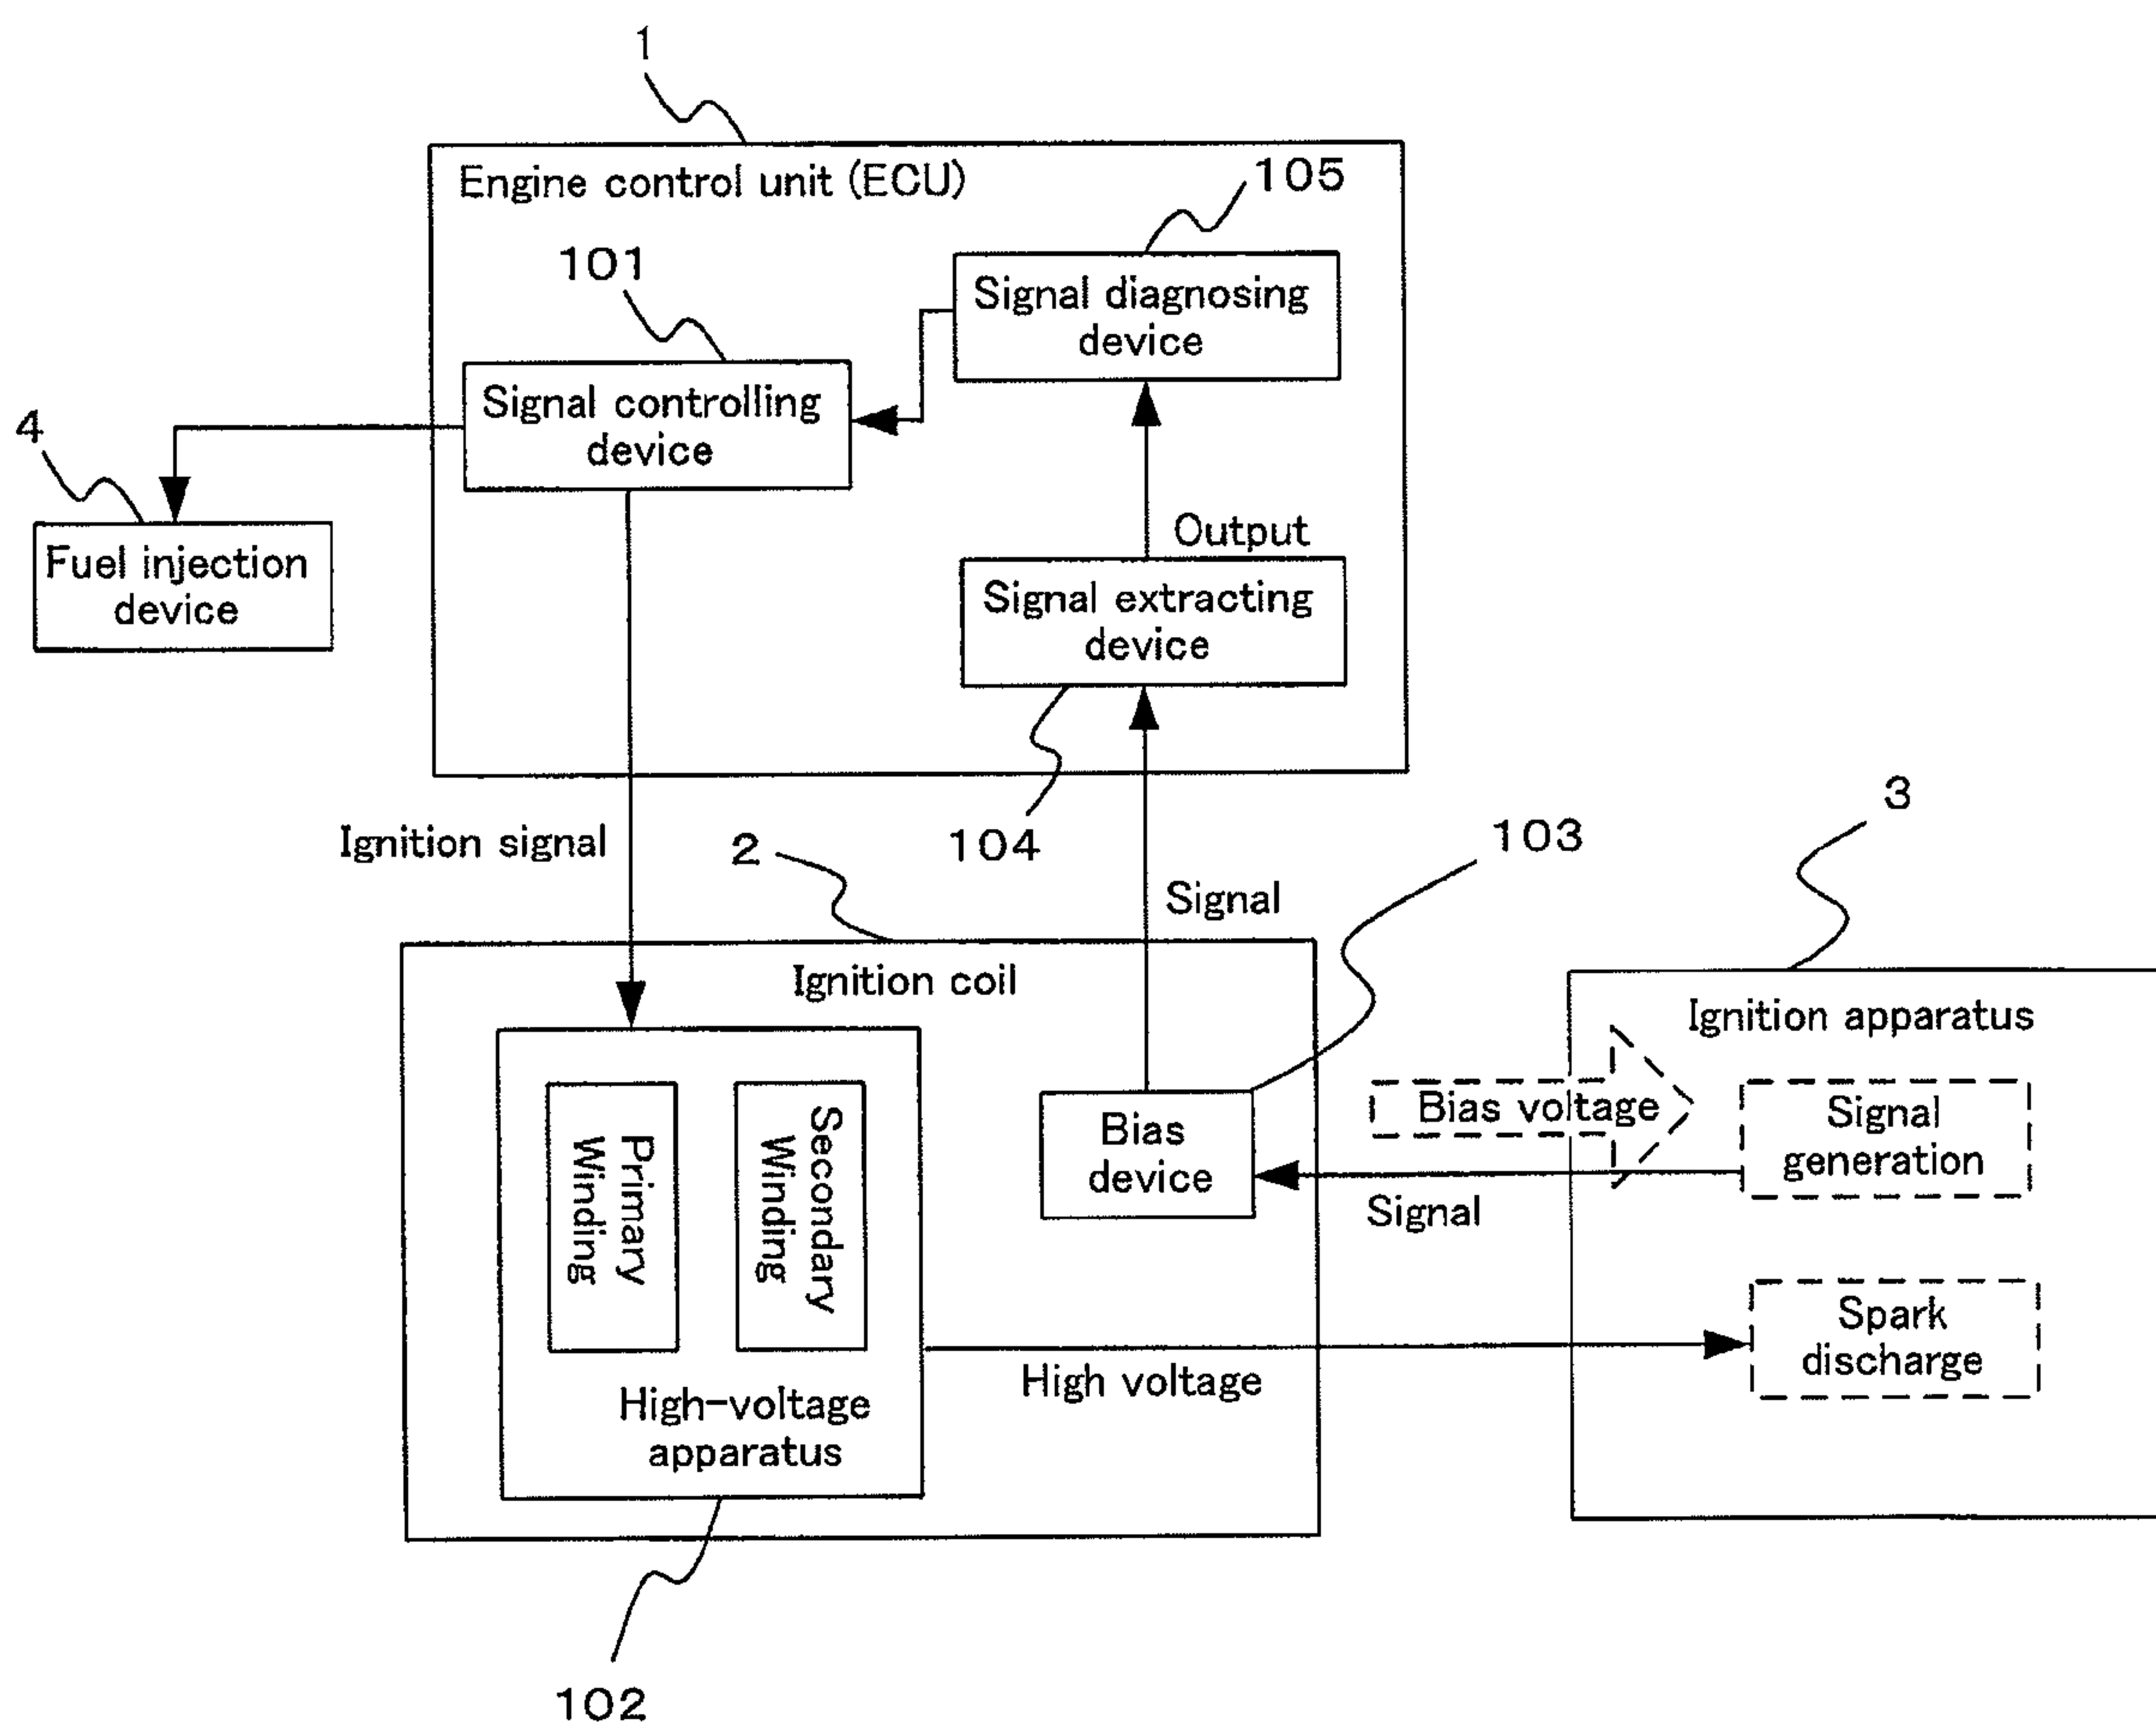 1
Engine control unit (ECU)
105
101
Signal diagnosing
device
Signal controlling
device
4
Output
Fuel injection
device
Signal extracting
device
104
Ignition signal
2
Signal
103
3
Ignition coil
Ignition apparatus
Primary
Winding
Secondary
Winding
Bias
device
Bias voltage
Signal
generation
Signal
Spark
discharge
High voltage
High-voltage
apparatus
102